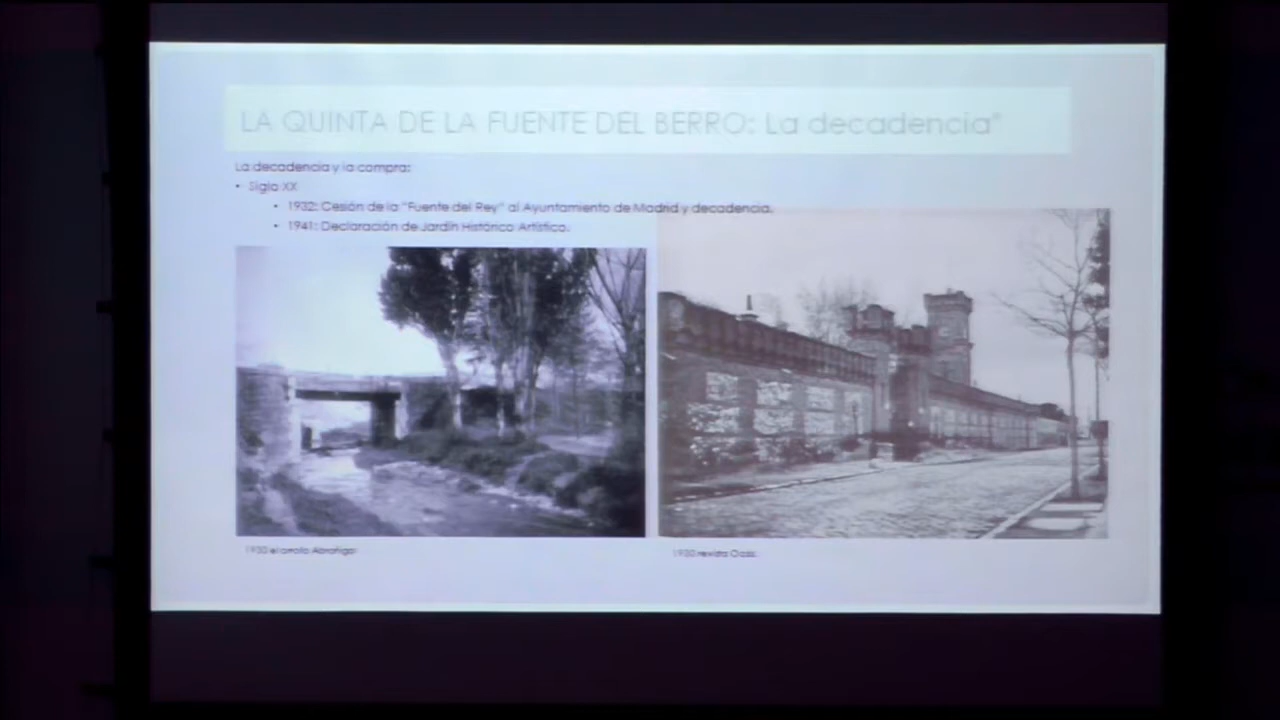 LA QUINTA DE LA FUENTE DEL BERRO: La decadencia"
La decadencia y la compra:
• Siglo XX
• 1932: Cesión de la "Fuente del Rey" al Ayuntamiento de Madrid y decadencia.
• 1941: Declaración de Jardín Histórico Artístico.
1930 el arroyo Abroñigal
1930 revista Oasis